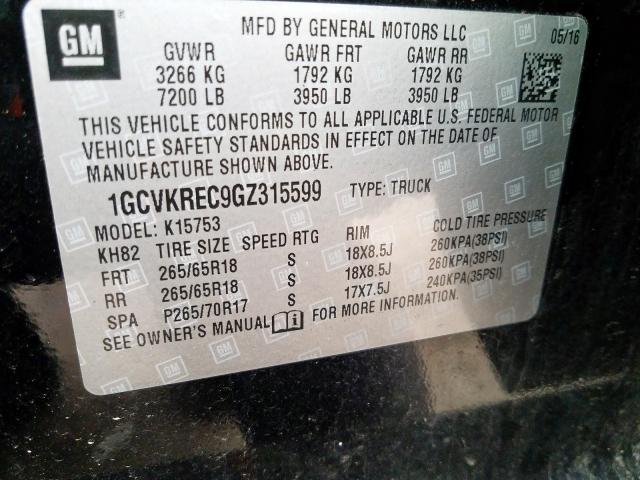 GM
MFD BY GENERAL MOTORS LLC 05/16
GVWR GAWR FRT GAWR RR
3266 KG 1792 KG 1792 KG
7200 LB 3950 LB 3950 LB
THIS VEHICLE CONFORMS TO ALL APPLICABLE U.S. FEDERAL MOTOR
VEHICLE SAFETY STANDARDS IN EFFECT ON THE DATE OF
MANUFACTURE SHOWN ABOVE.
1GCVKREC9GZ315599 TYPE: TRUCK
MODEL: K15753
KH82 TIRE SIZE SPEED RTG RIM COLD TIRE PRESSURE
FRT 265/65R18 S 18X8.5J 260KPA(38PSI)
RR 265/65R18 S 18X8.5J 260KPA(38PSI)
SPA P265/70R17 S 17X7.5J 240KPA(35PSI)
SEE OWNER'S MANUAL FOR MORE INFORMATION.